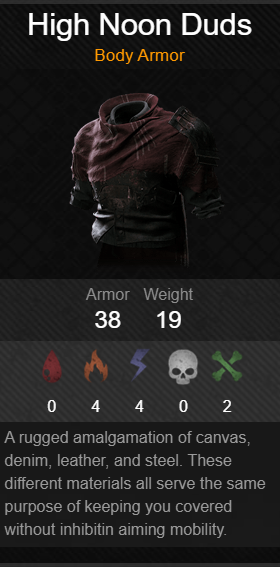 High Noon Duds
Body Armor
Armor Weight
38 19
0 4 4 0 2
A rugged amalgamation of canvas,
denim, leather, and steel. These
different materials all serve the same
purpose of keeping you covered
without inhibitin aiming mobility.